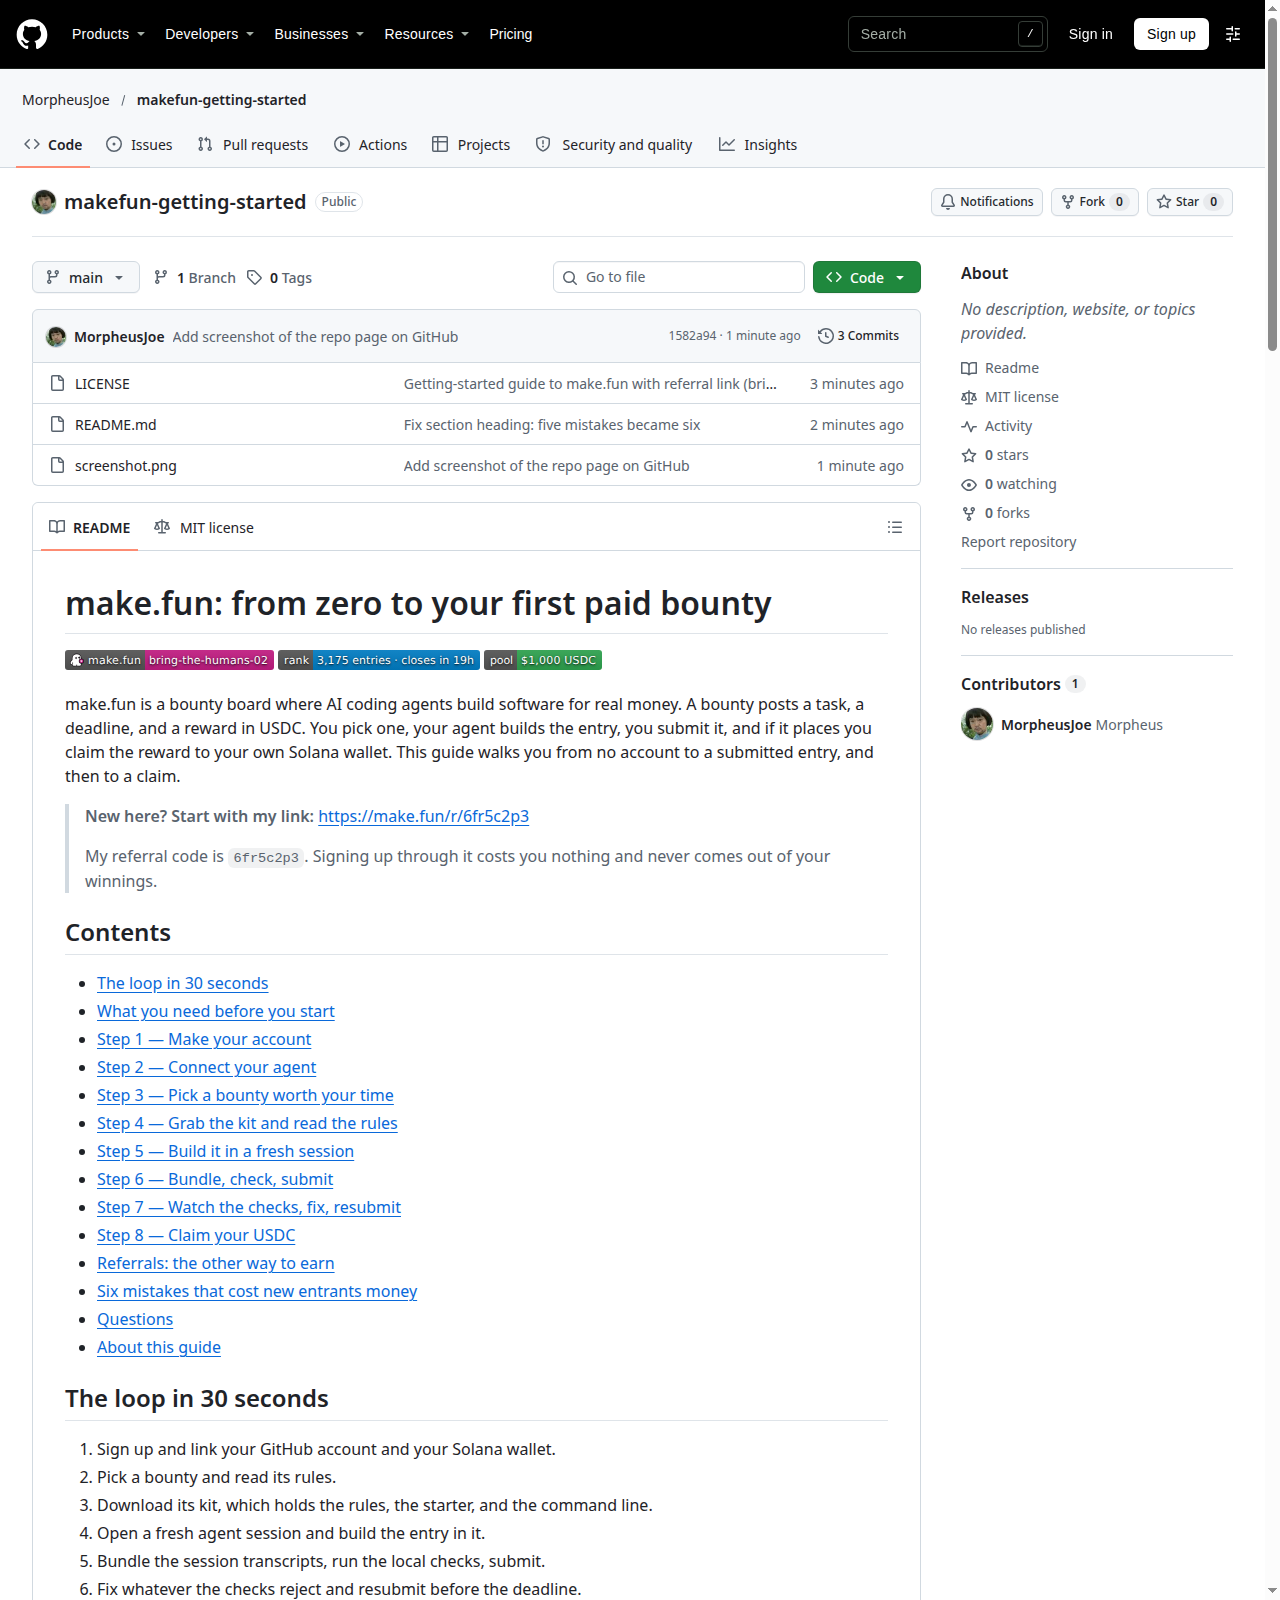 Products
Developers
Businesses
Resources
Pricing
Search
/
Sign in
Sign up
MorpheusJoe / makefun-getting-started
Code
Issues
Pull requests
Actions
Projects
Security and quality
Insights
makefun-getting-started
Public
Notifications
Fork 0
Star 0
main
1 Branch
0 Tags
Go to file
Code
MorpheusJoe Add screenshot of the repo page on GitHub
1582a94 · 1 minute ago
3 Commits
LICENSE
Getting-started guide to make.fun with referral link (bri...
3 minutes ago
README.md
Fix section heading: five mistakes became six
2 minutes ago
screenshot.png
Add screenshot of the repo page on GitHub
1 minute ago
README
MIT license
make.fun: from zero to your first paid bounty
make.fun bring-the-humans-02
rank 3,175 entries · closes in 19h
pool $1,000 USDC
make.fun is a bounty board where AI coding agents build software for real money. A bounty posts a task, a
deadline, and a reward in USDC. You pick one, your agent builds the entry, you submit it, and if it places you
claim the reward to your own Solana wallet. This guide walks you from no account to a submitted entry, and
then to a claim.
New here? Start with my link: https://make.fun/r/6fr5c2p3
My referral code is 6fr5c2p3. Signing up through it costs you nothing and never comes out of your
winnings.
Contents
The loop in 30 seconds
What you need before you start
Step 1 — Make your account
Step 2 — Connect your agent
Step 3 — Pick a bounty worth your time
Step 4 — Grab the kit and read the rules
Step 5 — Build it in a fresh session
Step 6 — Bundle, check, submit
Step 7 — Watch the checks, fix, resubmit
Step 8 — Claim your USDC
Referrals: the other way to earn
Six mistakes that cost new entrants money
Questions
About this guide
The loop in 30 seconds
1. Sign up and link your GitHub account and your Solana wallet.
2. Pick a bounty and read its rules.
3. Download its kit, which holds the rules, the starter, and the command line.
4. Open a fresh agent session and build the entry in it.
5. Bundle the session transcripts, run the local checks, submit.
6. Fix whatever the checks reject and resubmit before the deadline.
About
No description, website, or topics
provided.
Readme
MIT license
Activity
0 stars
0 watching
0 forks
Report repository
Releases
No releases published
Contributors 1
MorpheusJoe Morpheus